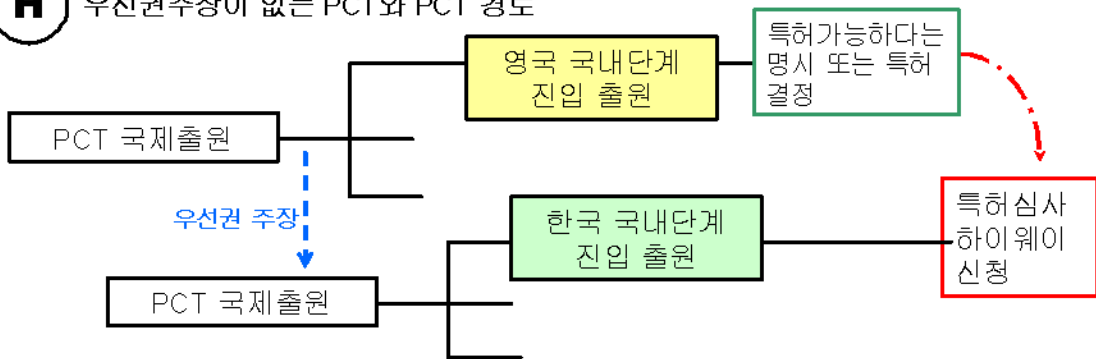 H 우선권주장이 없는 PCT와 PCT 경로
영국 국내단계
진입 출원
특허가능하다는
명시 또는 특허
결정
PCT 국제출원
우선권 주장
한국 국내단계
진입 출원
특허심사
하이웨이
신청
PCT 국제출원